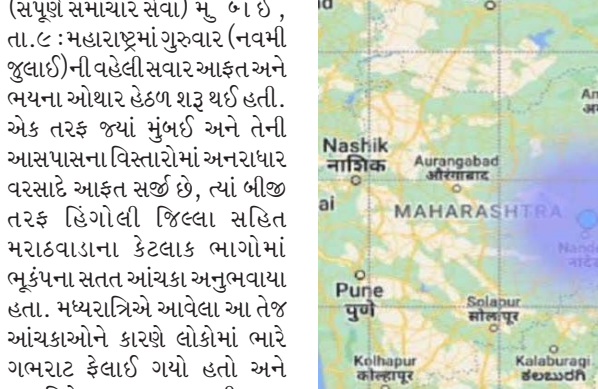 (સંપૂર્ણ સમાચાર સેવા) મું બ ઇ ,
તા.૯ : મહારાષ્ટ્રમાં ગુરુવાર (નવમી
જુલાઈ)ની વહેલી સવાર આફત અને
ભયના ઓથાર હેઠળ શરૂ થઈ હતી.
એક તરફ જ્યાં મુંબઈ અને તેની
આસપાસના વિસ્તારોમાં અનરાધાર
વરસાદે આફત સર્જી છે, ત્યાં બીજી
તરફ હિંગોલી જિલ્લા સહિત
મરાઠવાડાના કેટલાક ભાગોમાં
ભૂકંપના સતત આંચકા અનુભવાયા
હતા. મધ્યરાત્રિએ આવેલા આ તેજ
આંચકાઓને કારણે લોકોમાં ભારે
ગભરાટ ફેલાઈ ગયો હતો અને
Nashik
नाशिक
Aurangabad
औरंगाबाद
MAHARASHTRA
Pune
पुणे
Solapur
सोलापूर
Kolhapur
कोल्हापूर
Kalaburagi
ಕಲಬುರಗಿ